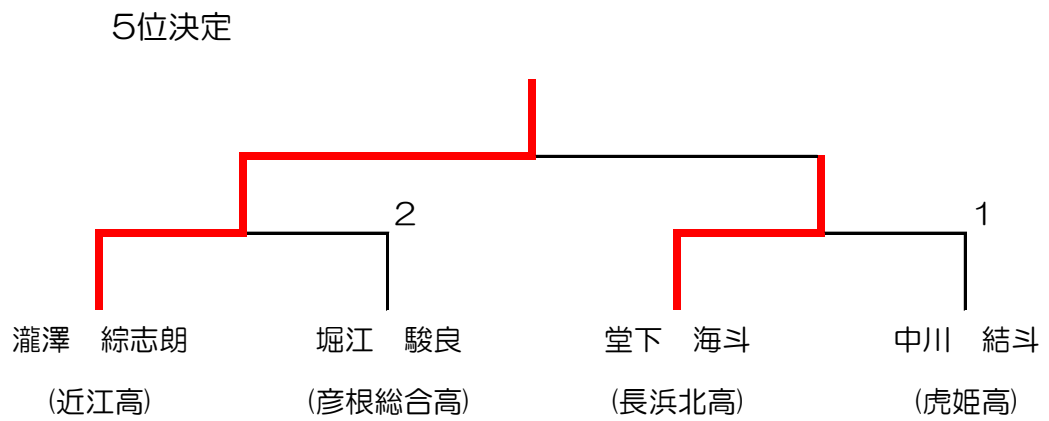 5位決定
2
1
瀧澤　綜志朗
堀江　駿良
堂下　海斗
中川　結斗
(近江高)
(彦根総合高)
(長浜北高)
(虎姫高)